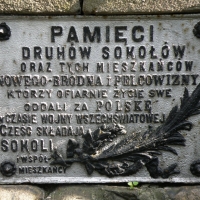 PAMIĘCI
DRUHÓW SOKOŁÓW
ORAZ TYCH MIESZKAŃCÓW
NOWEGO-BRÓDNA I PELCOWIZNY
KTÓRZY OFIARNIE ŻYCIE SWE
ODDALI ZA POLSKĘ
W CZASIE WOJNY WSZECHŚWIATOWEJ
CZEŚĆ SKŁADAJĄ
SOKOLI
I WSPÓŁ-
MIESZKAŃCY